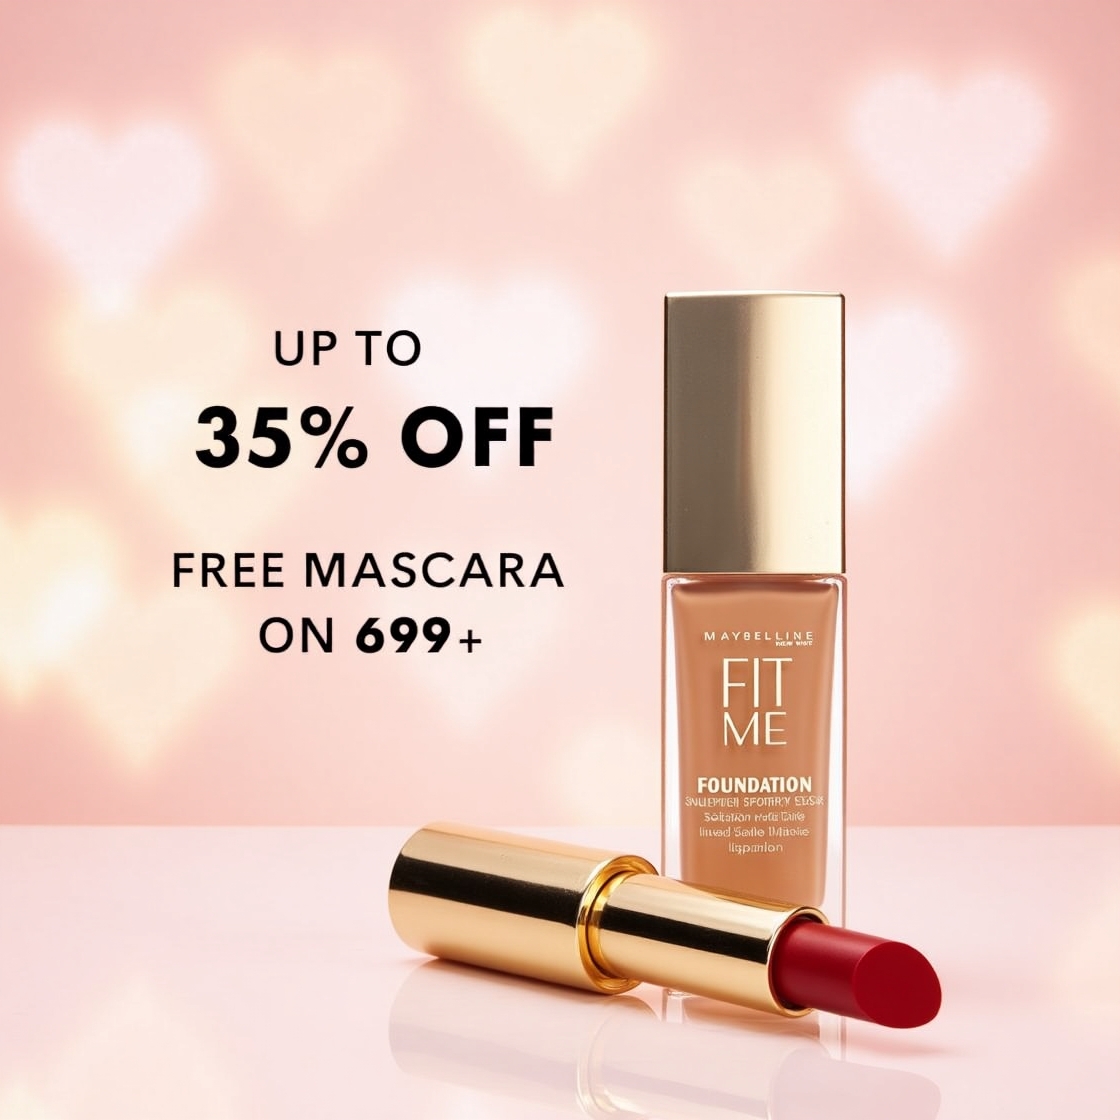 UP TO
35% OFF
FREE MASCARA
ON 699+
MAYBELLINE
FIT
ME
FOUNDATION